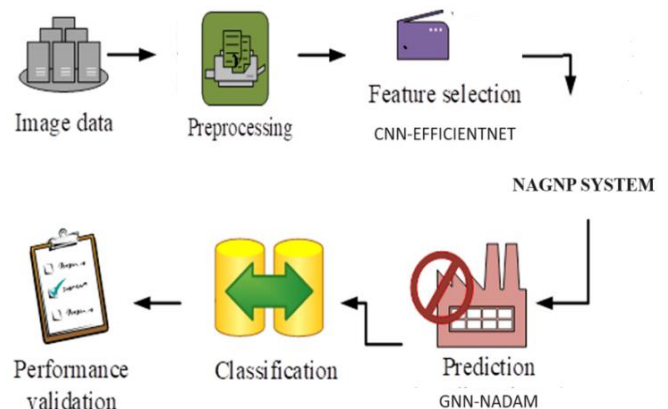 Image data
Preprocessing
Feature selection
CNN-EFFICIENTNET
NAGNP SYSTEM
Performance
validation
Classification
Prediction
GNN-NADAM